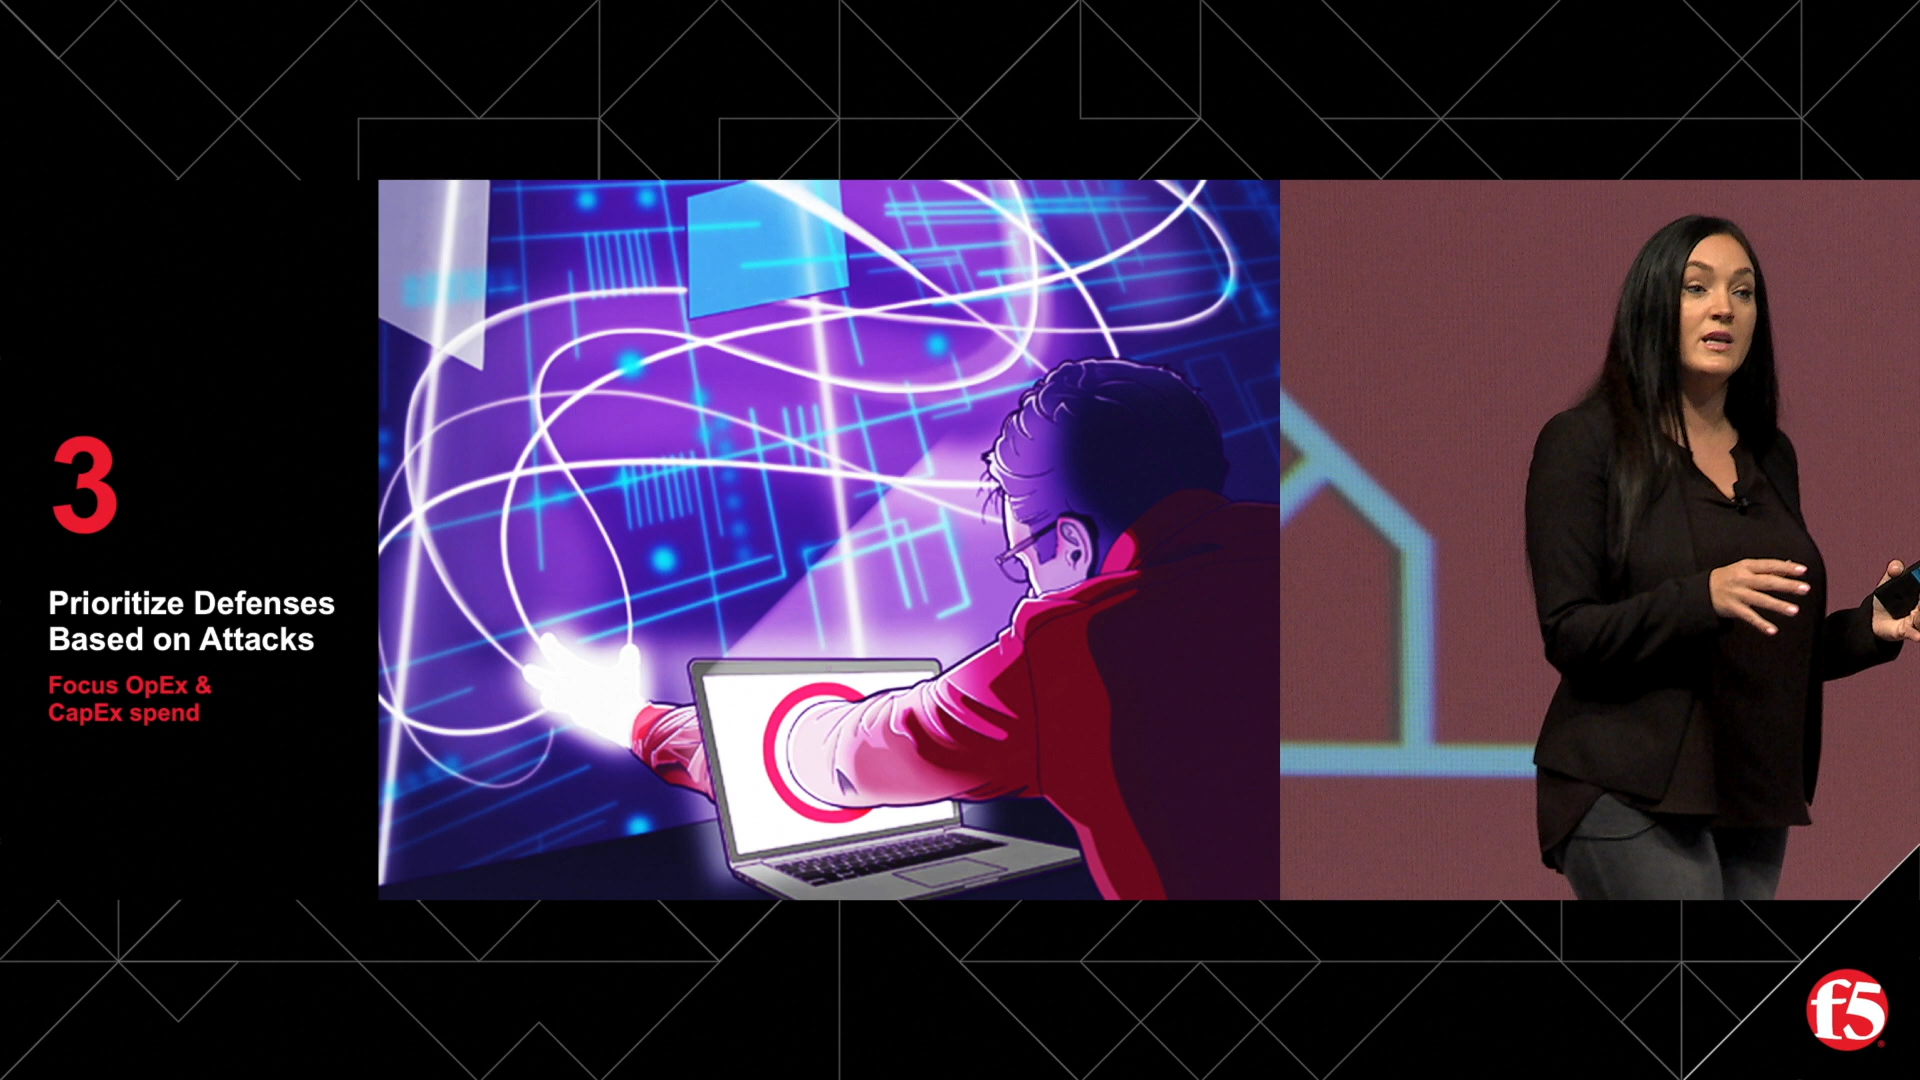 3
Prioritize Defenses
Based on Attacks
Focus OpEx &
CapEx spend
f5